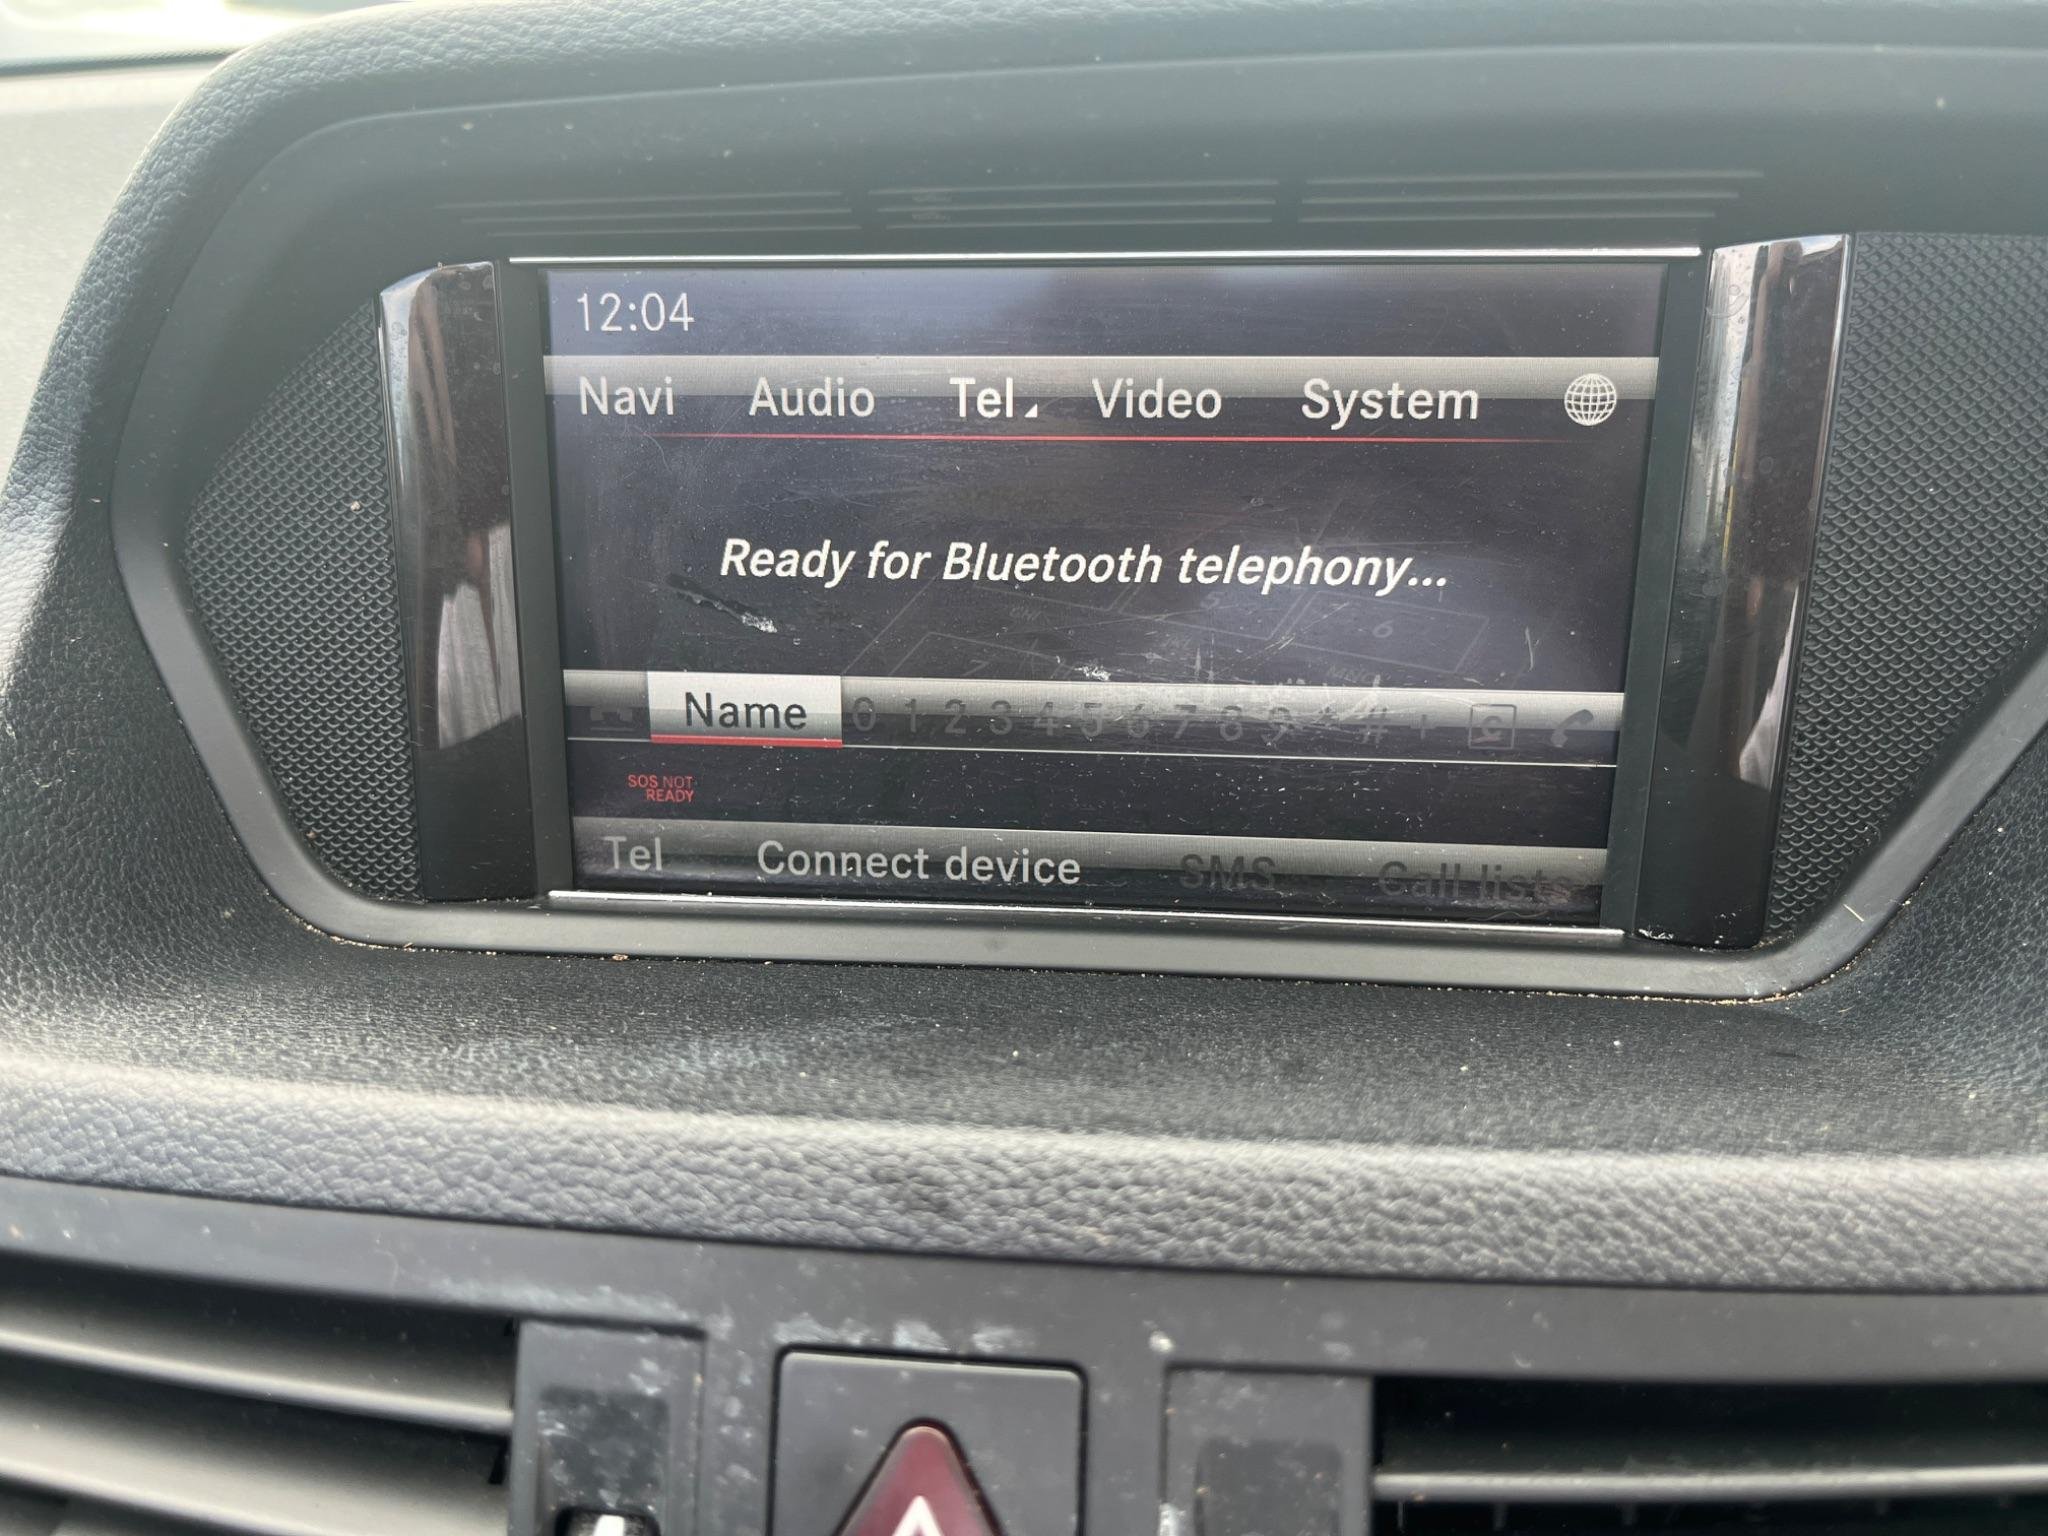 12:04
Navi Audio Tel Video System
Ready for Bluetooth telephony...
Name 0 1 2 3 4 5 6 7 8 9 * # +
SOS NOT
READY
Tel Connect device SMS Call lists